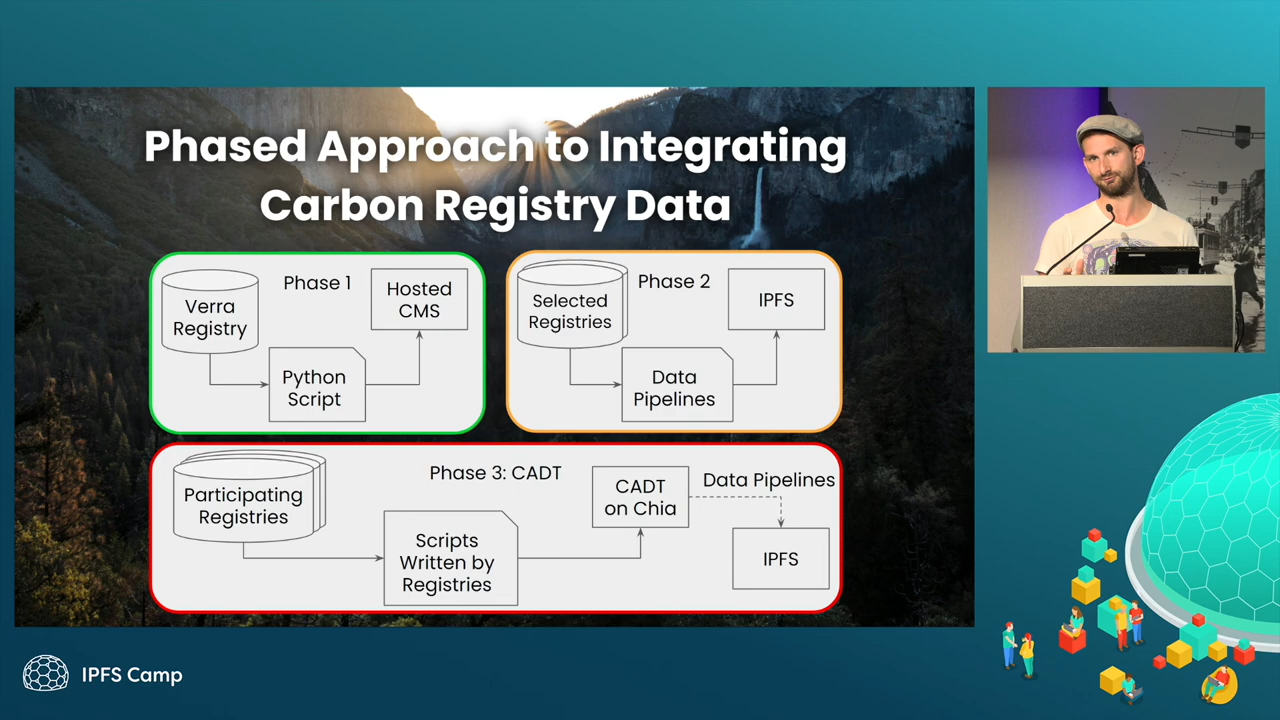 Phased Approach to Integrating
Carbon Registry Data
Phase 1
Verra
Registry
Hosted
CMS
Python
Script
Phase 2
Selected
Registries
IPFS
Data
Pipelines
Phase 3: CADT
Participating
Registries
Scripts
Written by
Registries
CADT
on Chia
Data Pipelines
IPFS
IPFS Camp